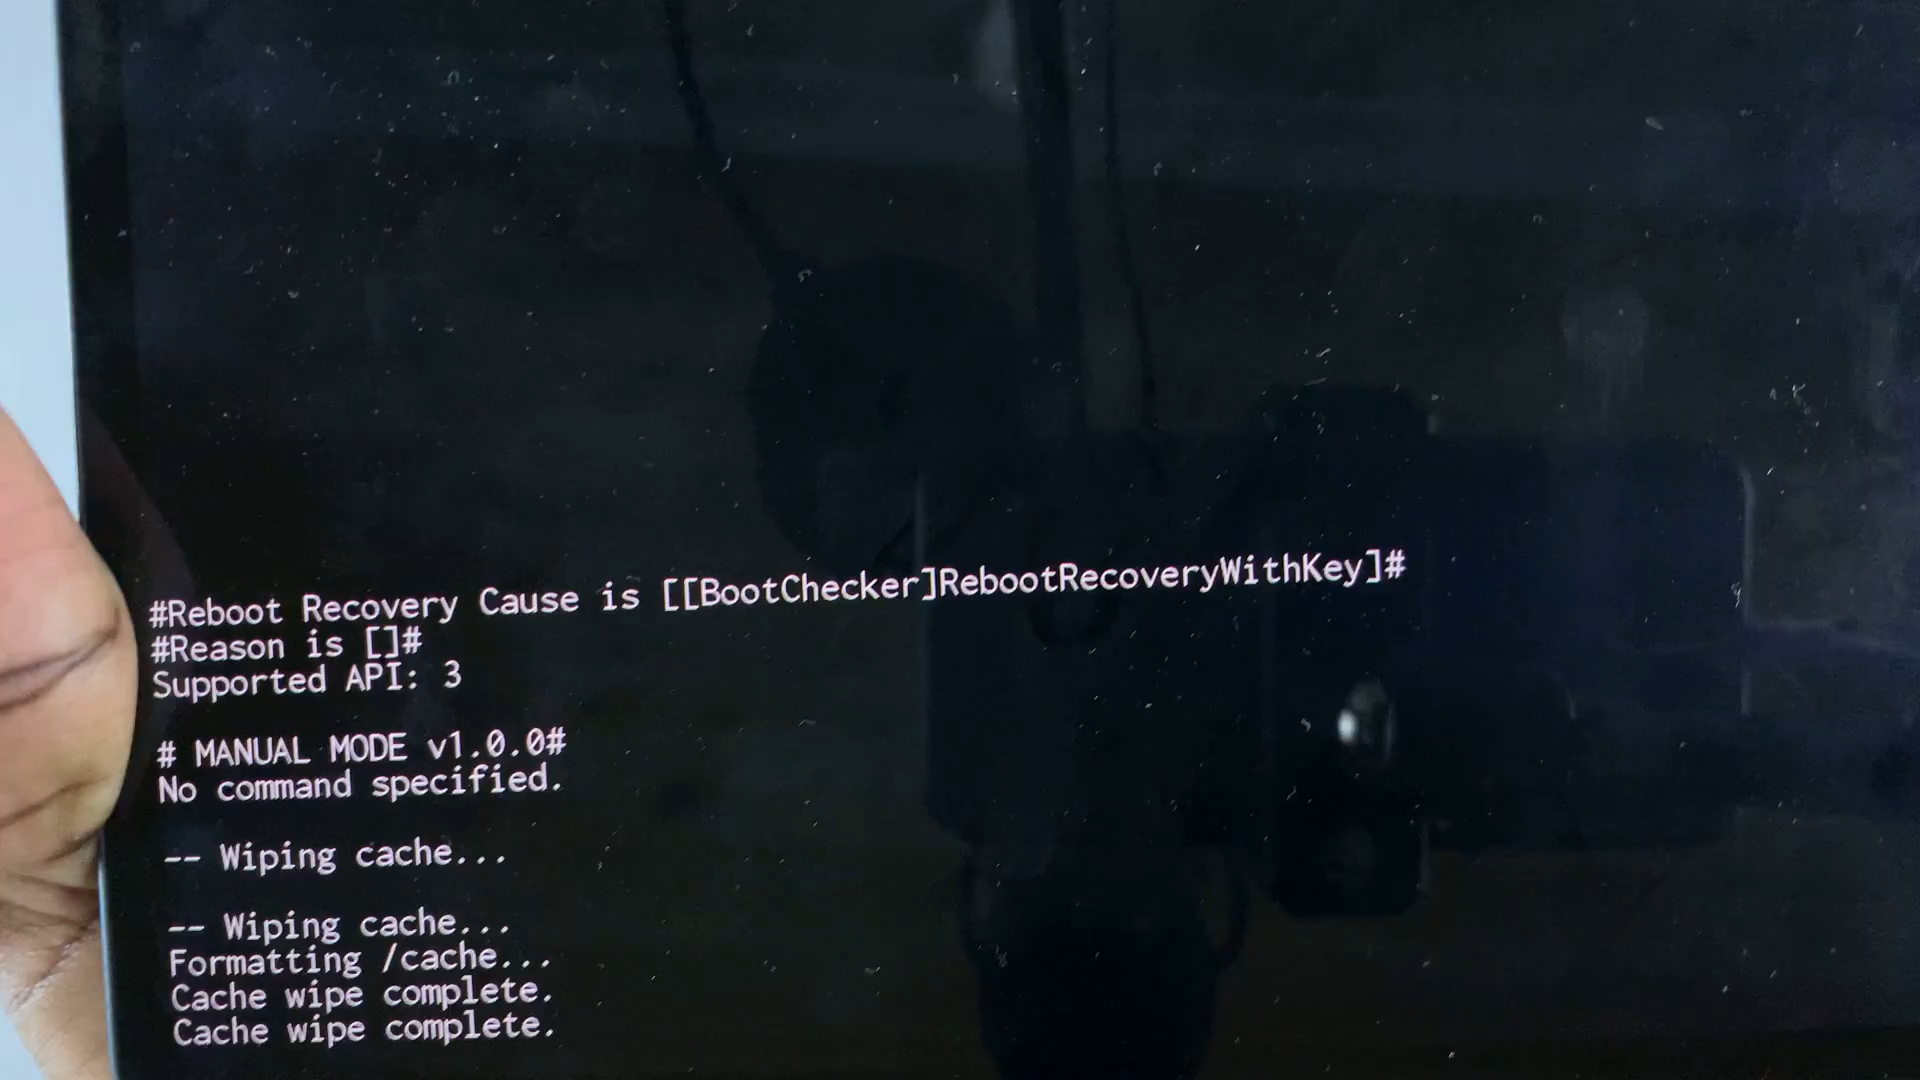 #Reboot Recovery Cause is [[BootChecker]RebootRecoveryWithKey]#
#Reason is []#
Supported API: 3
# MANUAL MODE v1.0.0#
No command specified.
-- Wiping cache...
-- Wiping cache...
Formatting /cache...
Cache wipe complete.
Cache wipe complete.